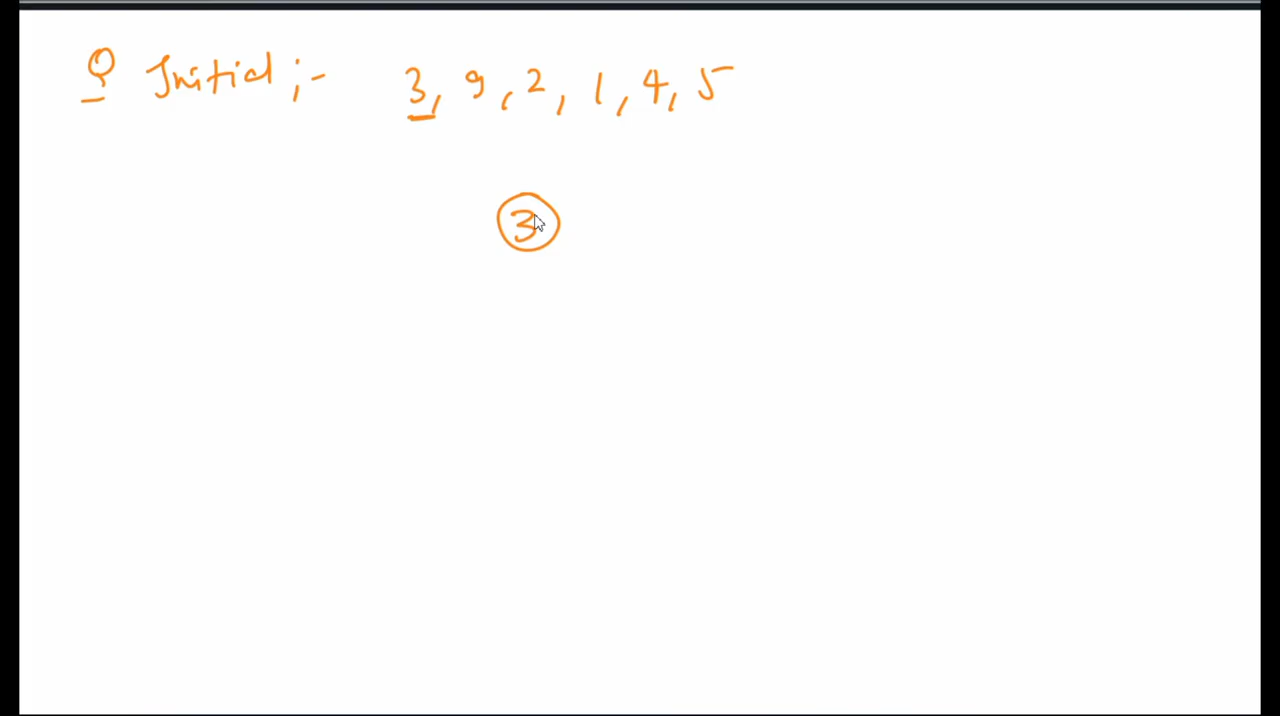 Q Initial ;- 3, 9, 2, 1, 4, 5
3